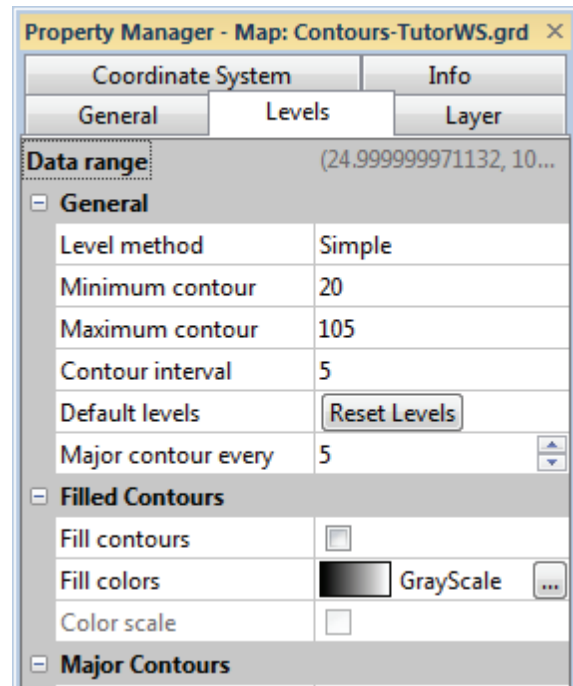 Property Manager - Map: Contours-TutorWS.grd
Coordinate System Info
General Levels Layer
Data range (24.999999971132, 10...
General
Level method Simple
Minimum contour 20
Maximum contour 105
Contour interval 5
Default levels Reset Levels
Major contour every 5
Filled Contours
Fill contours
Fill colors GrayScale ...
Color scale
Major Contours